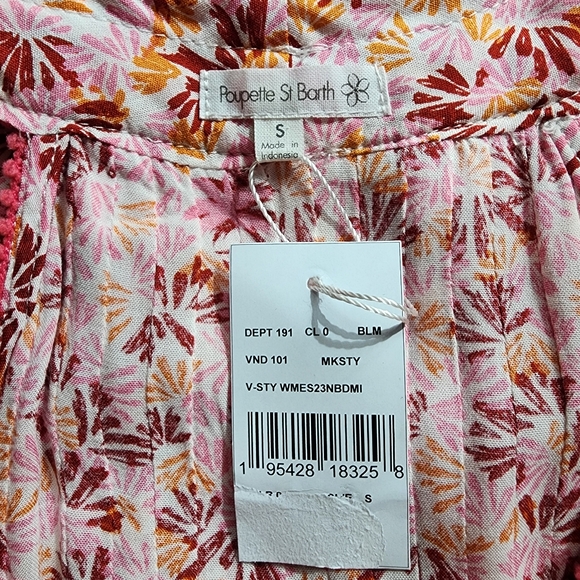 Poupette St Barth
S
Made in
Indonesia
DEPT 191 CL 0 BLM
VND 101 MKSTY
V-STY WMES23NBDMI
1 95428 18325 8
S